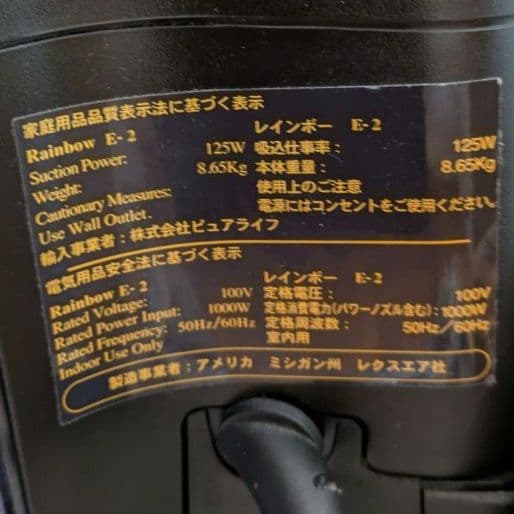 家庭用品品質表示法に基づく表示
Rainbow E-2 レインボー E-2
Suction Power: 125W 吸込仕事率: 125W
Weight: 8.65Kg 本体重量: 8.65Kg
Cautionary Measures: 使用上のご注意
Use Wall Outlet. 電源にはコンセントをご使用ください。
輸入事業者:株式会社ピュアライフ
電気用品安全法に基づく表示
Rainbow E-2 レインボー E-2
Rated Voltage: 100V 定格電圧: 100V
Rated Power Input: 1000W 定格消費電力(パワーノズル含む): 1000W
Rated Frequency: 50Hz/60Hz 定格周波数: 50Hz/60Hz
Indoor Use Only 室内用
製造事業者:アメリカ ミシガン州 レクスエア社